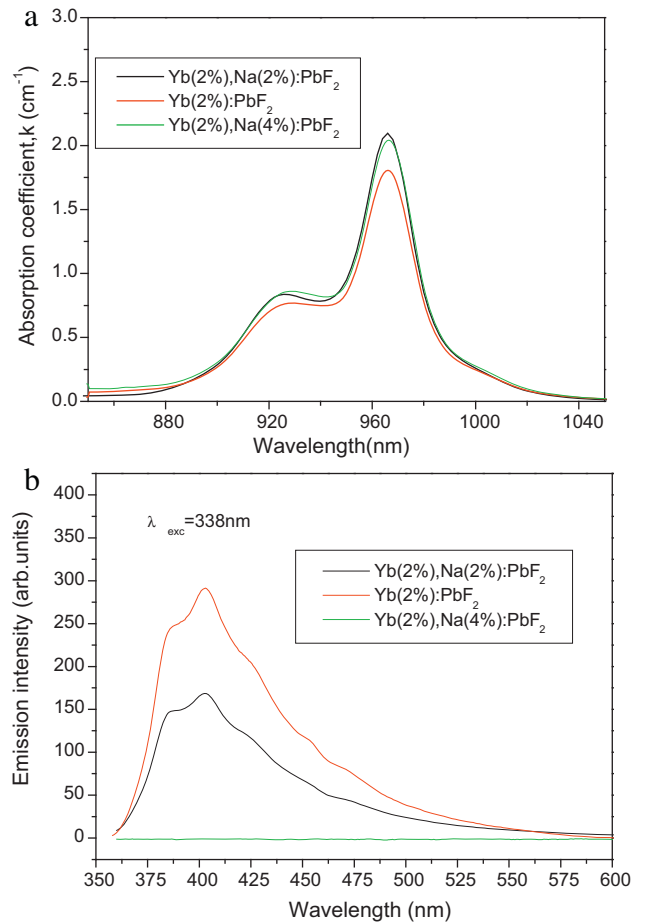 a
3.0
2.5
2.0
1.5
1.0
0.5
0.0
Absorption coefficient,k (cm⁻¹)
Yb(2%),Na(2%):PbF₂
Yb(2%):PbF₂
Yb(2%),Na(4%):PbF₂
880 920 960 1000 1040
Wavelength(nm)
b
400
350
300
250
200
150
100
50
0
Emission intensity (arb.units)
λ exc=338nm
Yb(2%),Na(2%):PbF₂
Yb(2%):PbF₂
Yb(2%),Na(4%):PbF₂
350 375 400 425 450 475 500 525 550 575 600
Wavelength (nm)